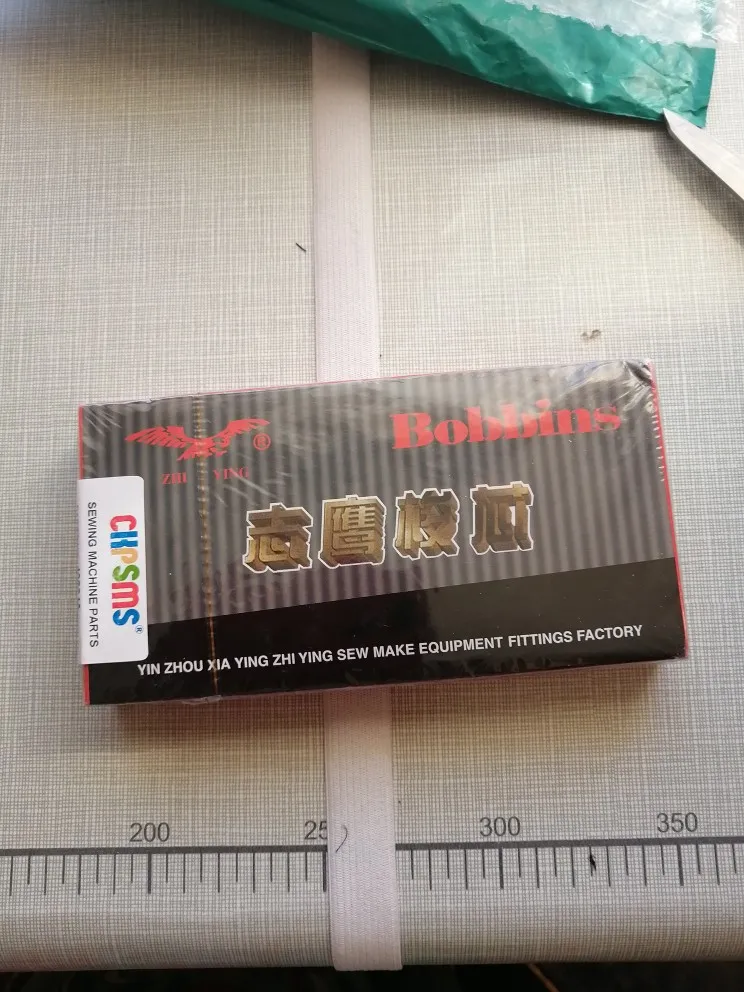 Bobbins
®
ZHI YING
志鹰梭芯
CKPSMS®
SEWING MACHINE PARTS
YIN ZHOU XIA YING ZHI YING SEW MAKE EQUIPMENT FITTINGS FACTORY
200 25 300 350